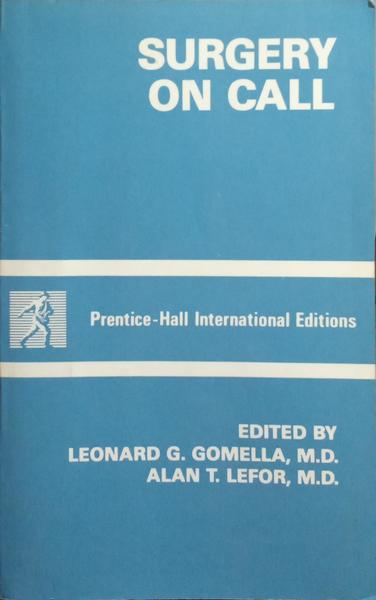 SURGERY
ON CALL
Prentice-Hall International Editions
EDITED BY
LEONARD G. GOMELLA, M.D.
ALAN T. LEFOR, M.D.